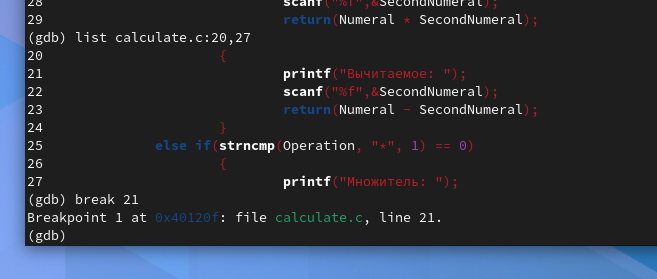 28 scanf("%f",&SecondNumeral);
29 return(Numeral * SecondNumeral);
(gdb) list calculate.c:20,27
20 {
21 printf("Вычитаемое: ");
22 scanf("%f",&SecondNumeral);
23 return(Numeral - SecondNumeral);
24 }
25 else if(strncmp(Operation, "*", 1) == 0)
26 {
27 printf("Множитель: ");
(gdb) break 21
Breakpoint 1 at 0x40120f: file calculate.c, line 21.
(gdb)